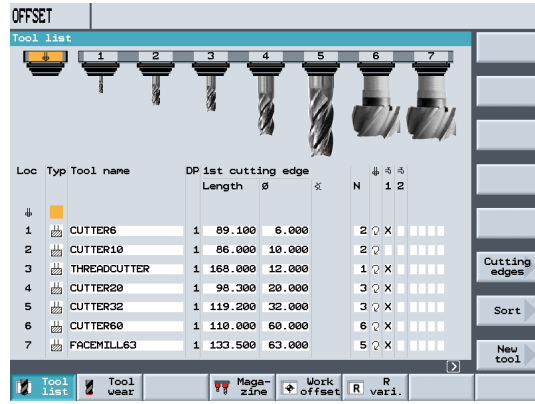 OFFSET
Tool list
1 2 3 4 5 6 7
Loc Typ Tool name DP 1st cutting edge
Length ø N 1 2
1 CUTTER6 1 89.100 6.000 2 X
2 CUTTER10 1 86.000 10.000 2
3 THREADCUTTER 1 168.000 12.000 1 X
4 CUTTER20 1 98.300 20.000 3 X
5 CUTTER32 1 119.200 32.000 3 X
6 CUTTER60 1 110.000 60.000 6 X
7 FACEMILL63 1 133.500 63.000 5 X
Cutting
edges
Sort
New
tool
Tool
list
Tool
wear
Maga-
zine
Work
offset
R R
vari.